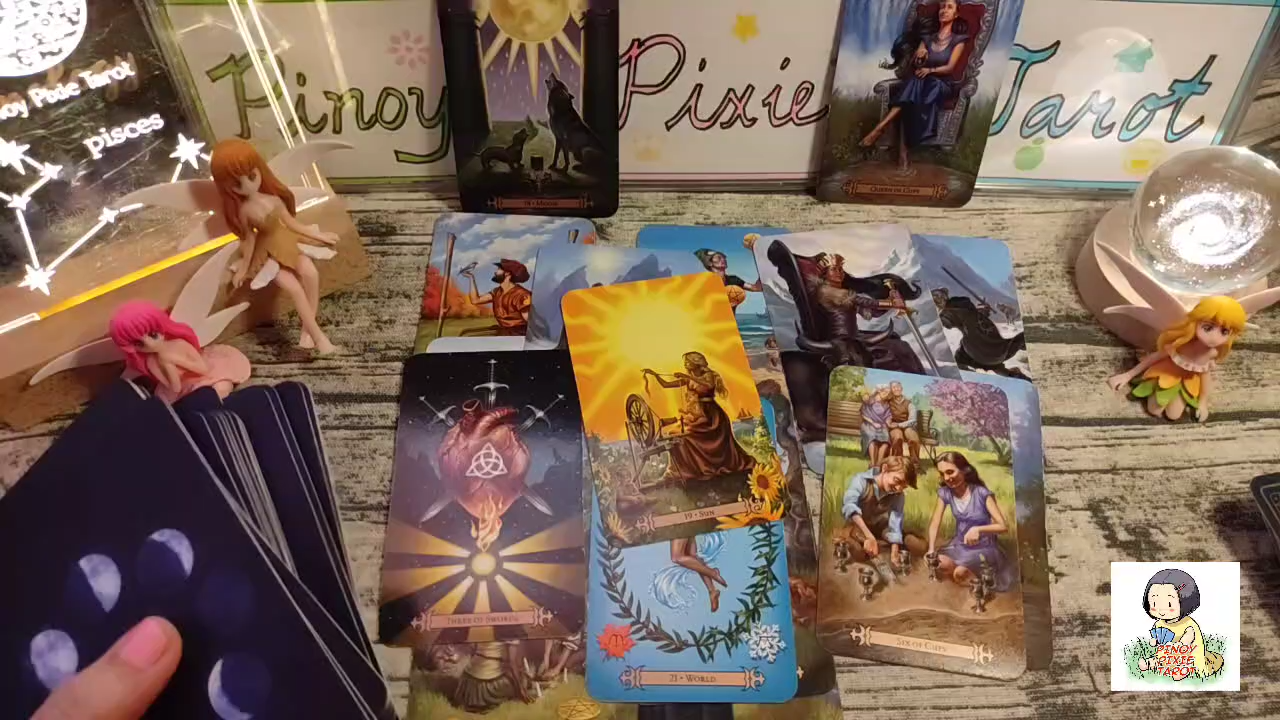 Pinoy Pixie Tarot
oy Pixie Tarot
Pisces
18 • Moon
Queen of Cups
19 • Sun
Three of Swords
Six of Cups
21 • World
PINOY
PIXIE
TAROT